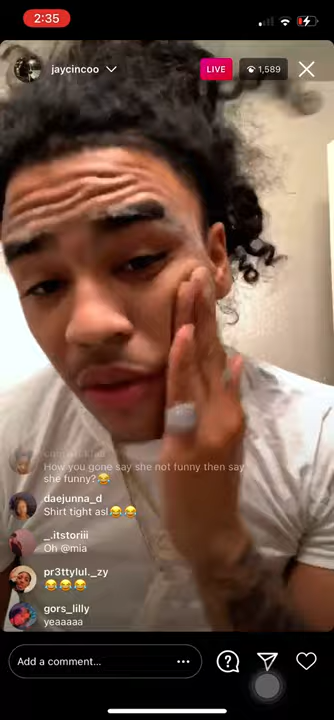 2:35
jaycincoo
LIVE
1,589
How you gone say she not funny then say
she funny?😂
daejunna_d
Shirt tight asl😂😂
_.itstoriii
Oh @mia
pr3ttylul._zy
😂😂😂
gors_lilly
yeaaaaa
Add a comment...